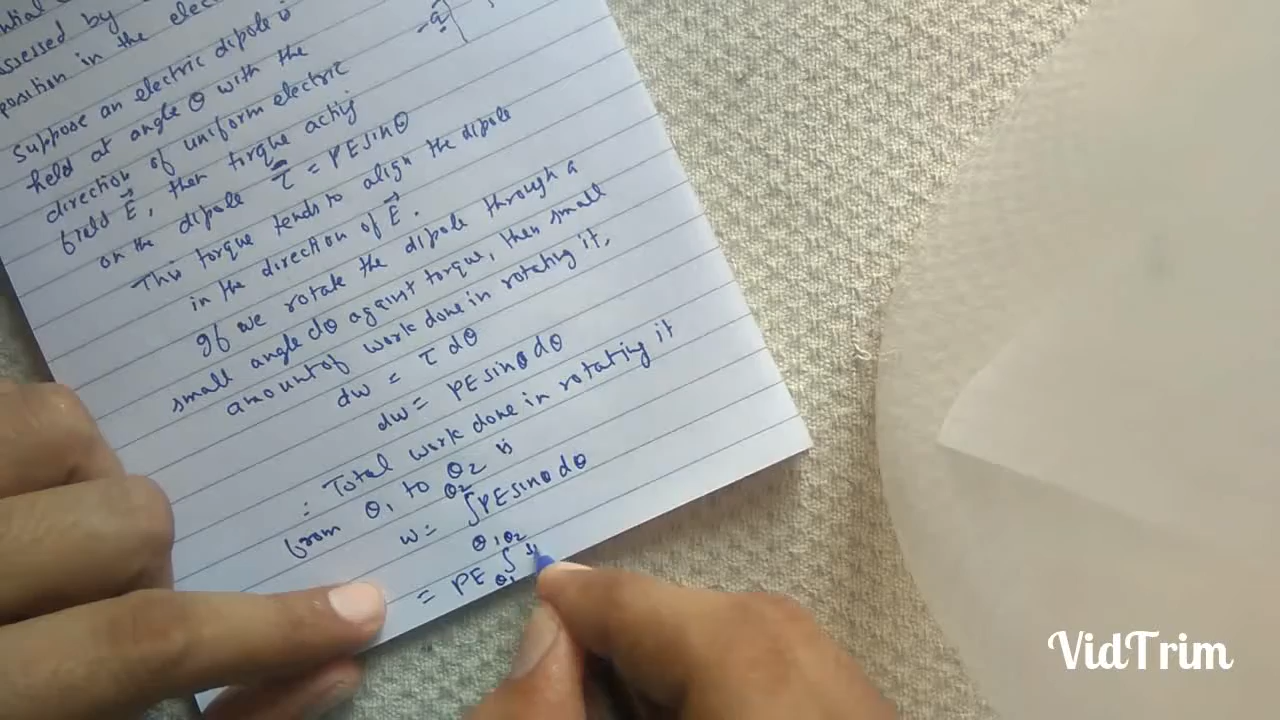 ssessed by
position in the elec
-q
Suppose an electric dipole is
held at angle θ with the
direction of uniform electric
field E⃗, then torque acting
on the dipole τ⃗ = PE sinθ
This torque tends to align the dipole
in the direction of E⃗.
If we rotate the dipole through a
small angle dθ against torque, then small
amount of work done in rotating it,
dw = τ dθ
dw = PE sinθ dθ
∴ Total work done in rotating it
from θ₁ to θ₂ is
w = ∫θ₁θ₂ PE sinθ dθ
= PE ∫θ₁θ₂ si
VidTrim